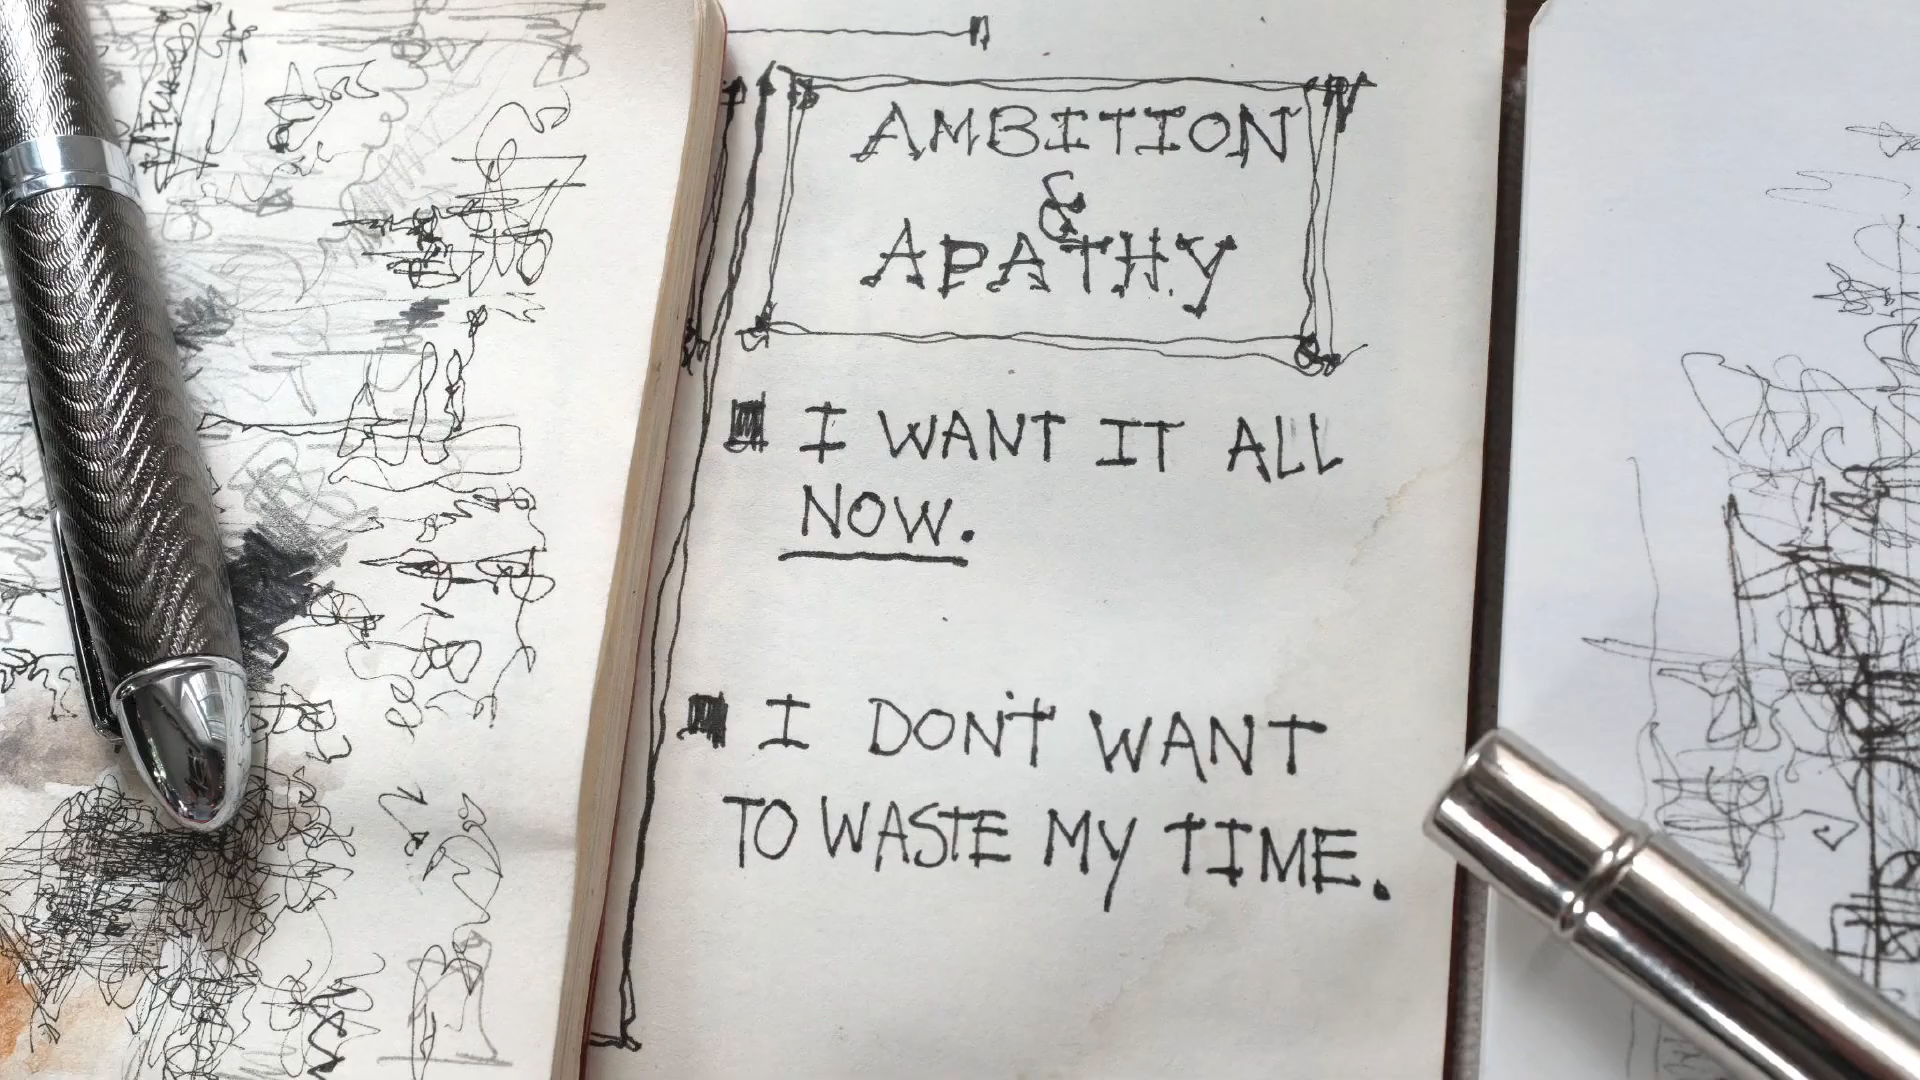 AMBITION
&
APATHY
I WANT IT ALL
NOW.
I DON'T WANT
TO WASTE MY TIME.